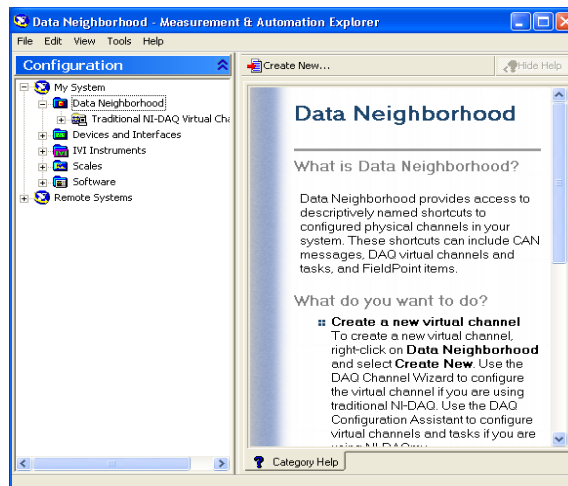 Data Neighborhood - Measurement & Automation Explorer
File Edit View Tools Help
Configuration
My System
Data Neighborhood
Traditional NI-DAQ Virtual Cha
Devices and Interfaces
IVI Instruments
Scales
Software
Remote Systems
Create New...
Hide Help
Data Neighborhood
What is Data Neighborhood?
Data Neighborhood provides access to
descriptively named shortcuts to
configured physical channels in your
system. These shortcuts can include CAN
messages, DAQ virtual channels and
tasks, and FieldPoint items.
What do you want to do?
Create a new virtual channel
To create a new virtual channel,
right-click on Data Neighborhood
and select Create New. Use the
DAQ Channel Wizard to configure
the virtual channel if you are using
traditional NI-DAQ. Use the DAQ
Configuration Assistant to configure
virtual channels and tasks if you are
using NI-DAQmx
Category Help